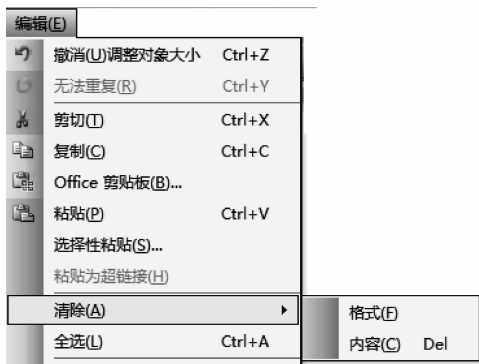 编辑(E)
撤消(U)调整对象大小 Ctrl+Z
无法重复(R) Ctrl+Y
剪切(T) Ctrl+X
复制(C) Ctrl+C
Office 剪贴板(B)...
粘贴(P) Ctrl+V
选择性粘贴(S)...
粘贴为超链接(H)
清除(A)
格式(F)
全选(L) Ctrl+A
内容(C) Del